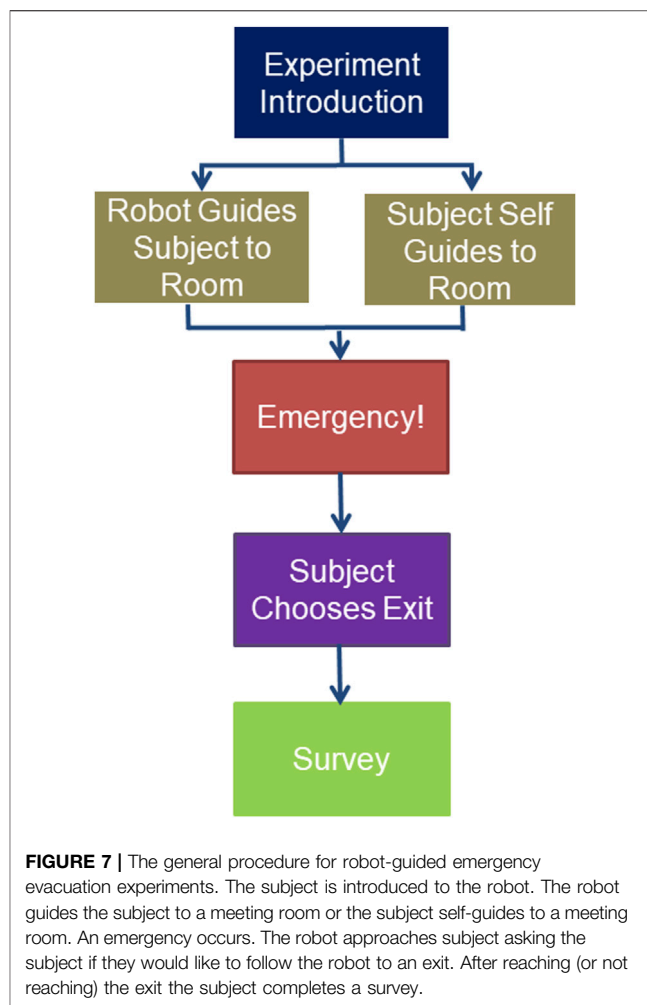 Experiment
Introduction
Robot Guides
Subject to
Room
Subject Self
Guides to
Room
Emergency!
Subject
Chooses Exit
Survey
FIGURE 7 | The general procedure for robot-guided emergency
evacuation experiments. The subject is introduced to the robot. The robot
guides the subject to a meeting room or the subject self-guides to a meeting
room. An emergency occurs. The robot approaches subject asking the
subject if they would like to follow the robot to an exit. After reaching (or not
reaching) the exit the subject completes a survey.